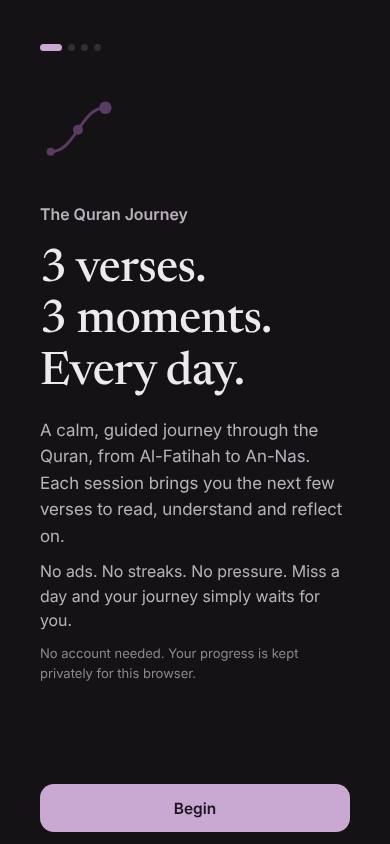 The Quran Journey
3 verses.
3 moments.
Every day.
A calm, guided journey through the
Quran, from Al-Fatihah to An-Nas.
Each session brings you the next few
verses to read, understand and reflect
on.
No ads. No streaks. No pressure. Miss a
day and your journey simply waits for
you.
No account needed. Your progress is kept
privately for this browser.
Begin